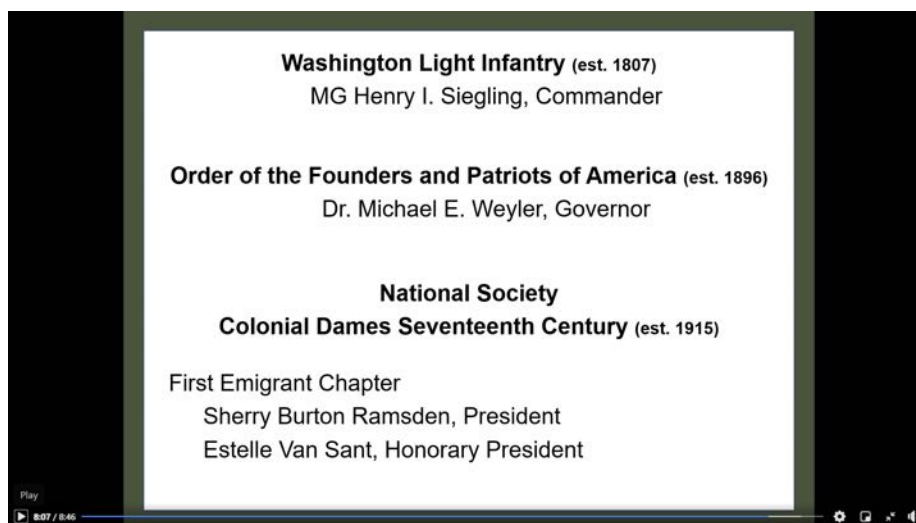 Washington Light Infantry (est. 1807)
MG Henry I. Siegling, Commander
Order of the Founders and Patriots of America (est. 1896)
Dr. Michael E. Weyler, Governor
National Society
Colonial Dames Seventeenth Century (est. 1915)
First Emigrant Chapter
Sherry Burton Ramsden, President
Estelle Van Sant, Honorary President
Play
8:07 / 8:46